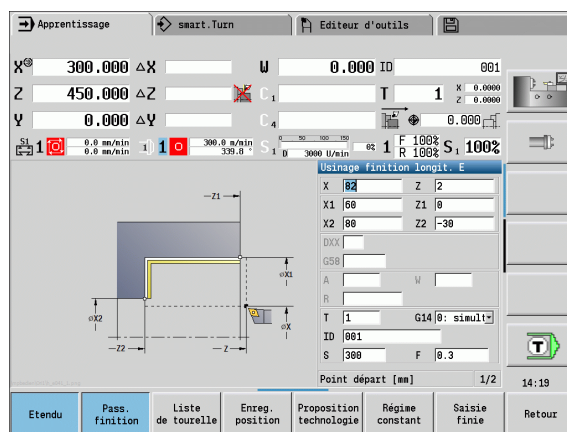 Apprentissage smart.Turn Editeur d'outils
X 300.000 ΔX W 0.000 ID 001
Z 450.000 ΔZ C1 T 1 X 0.0000 Z 0.0000
Y 0.000 ΔY C4 0.000
S1 1 0.0 mm/min 0.0 mm/min 1 1 300.0 m/min 339.8 ° S1 0 50 100 150 D 3000 U/min 0% 1 F 100% R 100% S1 100%
Usinage finition longit. E
X 82 Z 2
X1 60 Z1 0
X2 80 Z2 -30
DXX
G58
A W
R
T 1 G14 0: simult
ID 001
S 300 F 0.3
Point départ [mm] 1/2
Z1
øX1
øX2
øX
Z2
Z
T
14:19
Etendu
Pass. finition
Liste de tourelle
Enreg. position
Proposition technologie
Régime constant
Saisie finie
Retour